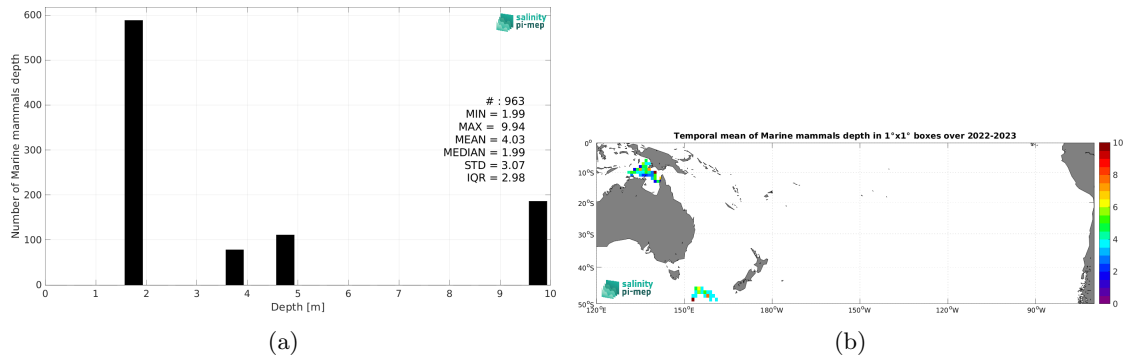 600
500
400
300
200
100
0
Number of Marine mammals depth
0 1 2 3 4 5 6 7 8 9 10
Depth [m]
salinity
pi-mep
# : 963
MIN = 1.99
MAX = 9.94
MEAN = 4.03
MEDIAN = 1.99
STD = 3.07
IQR = 2.98
(a)
Temporal mean of Marine mammals depth in 1°x1° boxes over 2022-2023
0°
10°S
20°S
30°S
40°S
50°S
120°E 150°E 180°W 150°W 120°W 90°W
salinity
pi-mep
10
8
6
4
2
0
(b)